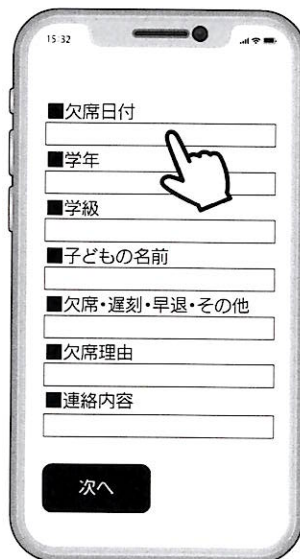 15:32
■欠席日付
■学年
■学級
■子どもの名前
■欠席・遅刻・早退・その他
■欠席理由
■連絡内容
次へ